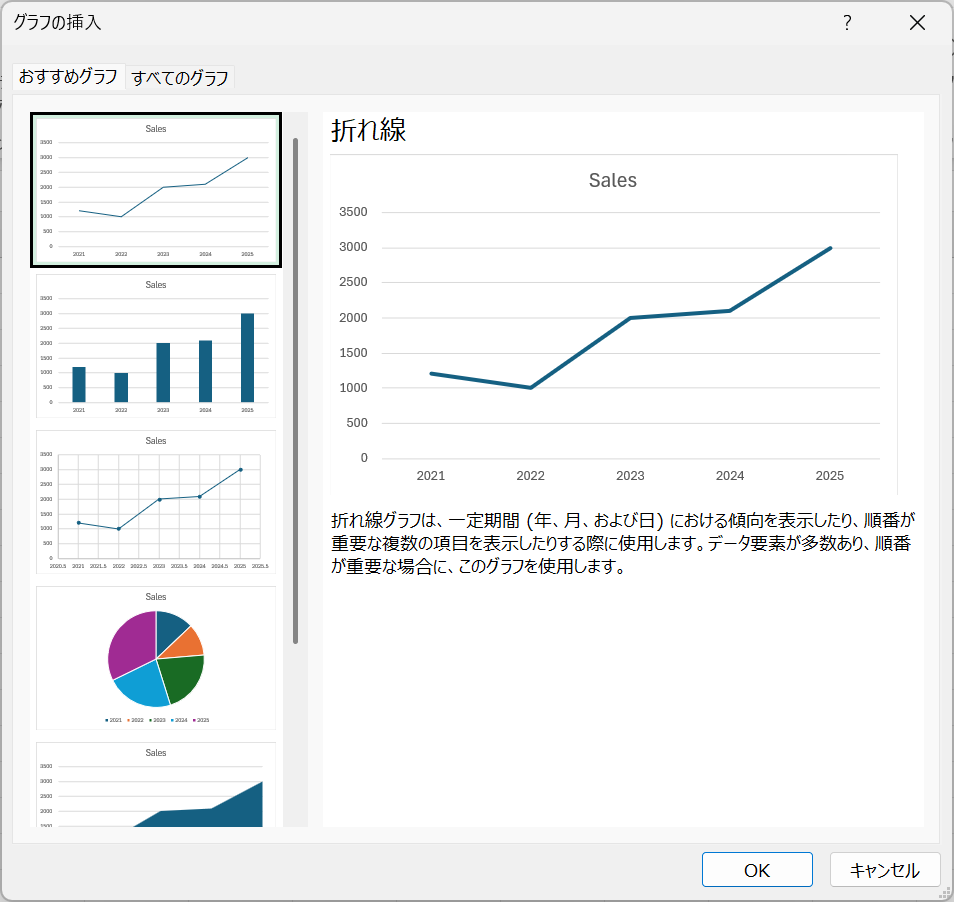 グラフの挿入
?
おすすめグラフ すべてのグラフ
Sales
3500
3000
2500
2000
1500
1000
500
0
2021 2022 2023 2024 2025
Sales
3500
3000
2500
2000
1500
1000
500
0
2021 2022 2023 2024 2025
Sales
3500
3000
2500
2000
1500
1000
500
0
2020.5 2021 2021.5 2022 2022.5 2023 2023.5 2024 2024.5 2025 2025.5
Sales
2021 2022 2023 2024 2025
Sales
3500
3000
2500
2000
1500
折れ線
Sales
3500
3000
2500
2000
1500
1000
500
0
2021 2022 2023 2024 2025
折れ線グラフは、一定期間 (年、月、および日) における傾向を表示したり、順番が
重要な複数の項目を表示したりする際に使用します。データ要素が多数あり、順番
が重要な場合に、このグラフを使用します。
OK キャンセル